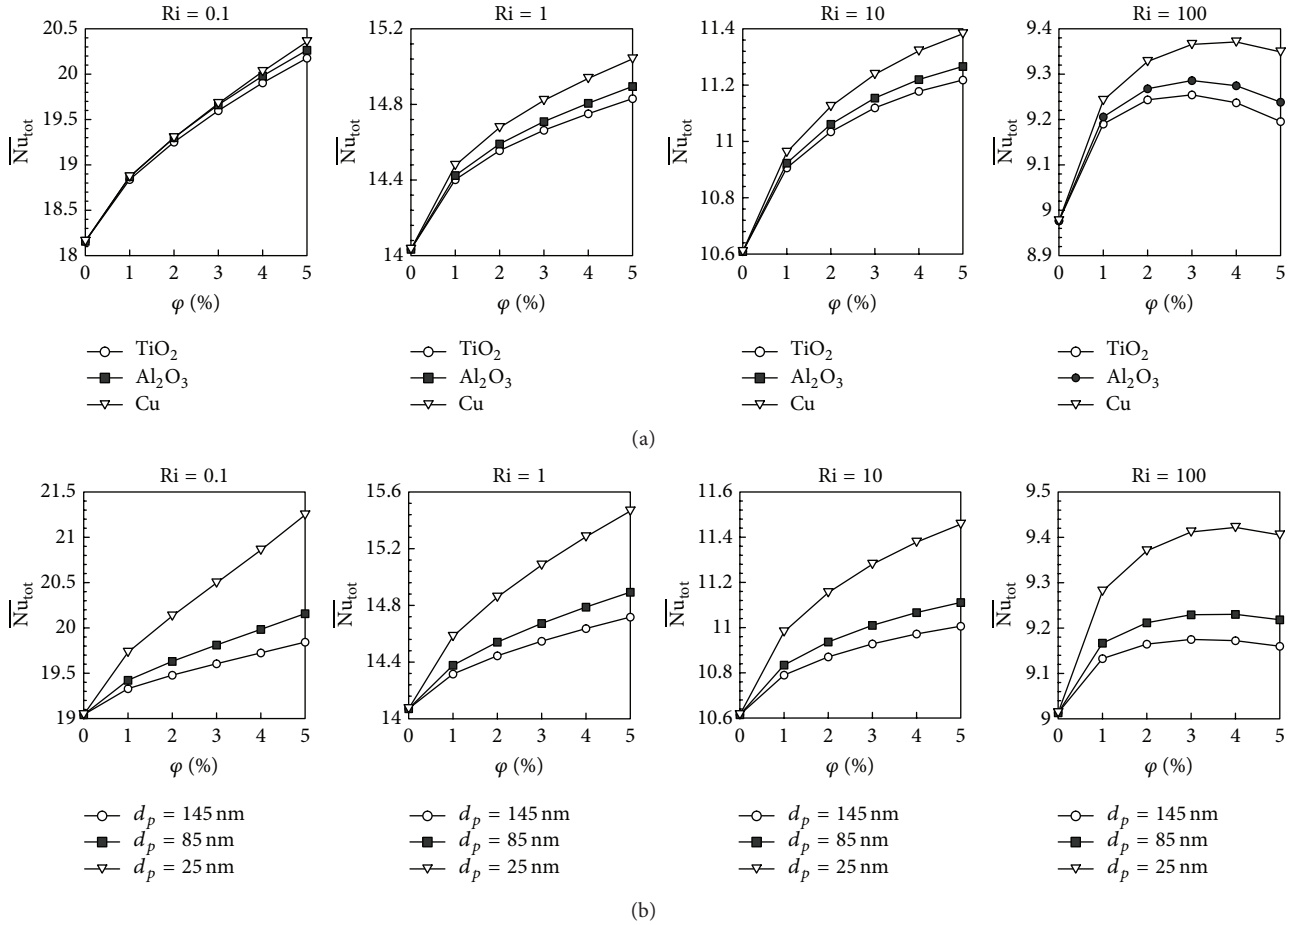 Ri = 0.1
20.5
20
19.5
19
18.5
18
Nu_tot
0 1 2 3 4 5
φ (%)
TiO₂
Al₂O₃
Cu
Ri = 1
15.2
14.8
14.4
14
Nu_tot
0 1 2 3 4 5
φ (%)
TiO₂
Al₂O₃
Cu
Ri = 10
11.4
11.2
11
10.8
10.6
Nu_tot
0 1 2 3 4 5
φ (%)
TiO₂
Al₂O₃
Cu
Ri = 100
9.4
9.3
9.2
9.1
9
8.9
Nu_tot
0 1 2 3 4 5
φ (%)
TiO₂
Al₂O₃
Cu
(a)
Ri = 0.1
21.5
21
20.5
20
19.5
19
Nu_tot
0 1 2 3 4 5
φ (%)
d_p = 145 nm
d_p = 85 nm
d_p = 25 nm
Ri = 1
15.6
15.2
14.8
14.4
14
Nu_tot
0 1 2 3 4 5
φ (%)
d_p = 145 nm
d_p = 85 nm
d_p = 25 nm
Ri = 10
11.6
11.4
11.2
11
10.8
10.6
Nu_tot
0 1 2 3 4 5
φ (%)
d_p = 145 nm
d_p = 85 nm
d_p = 25 nm
Ri = 100
9.5
9.4
9.3
9.2
9.1
9
Nu_tot
0 1 2 3 4 5
φ (%)
d_p = 145 nm
d_p = 85 nm
d_p = 25 nm
(b)